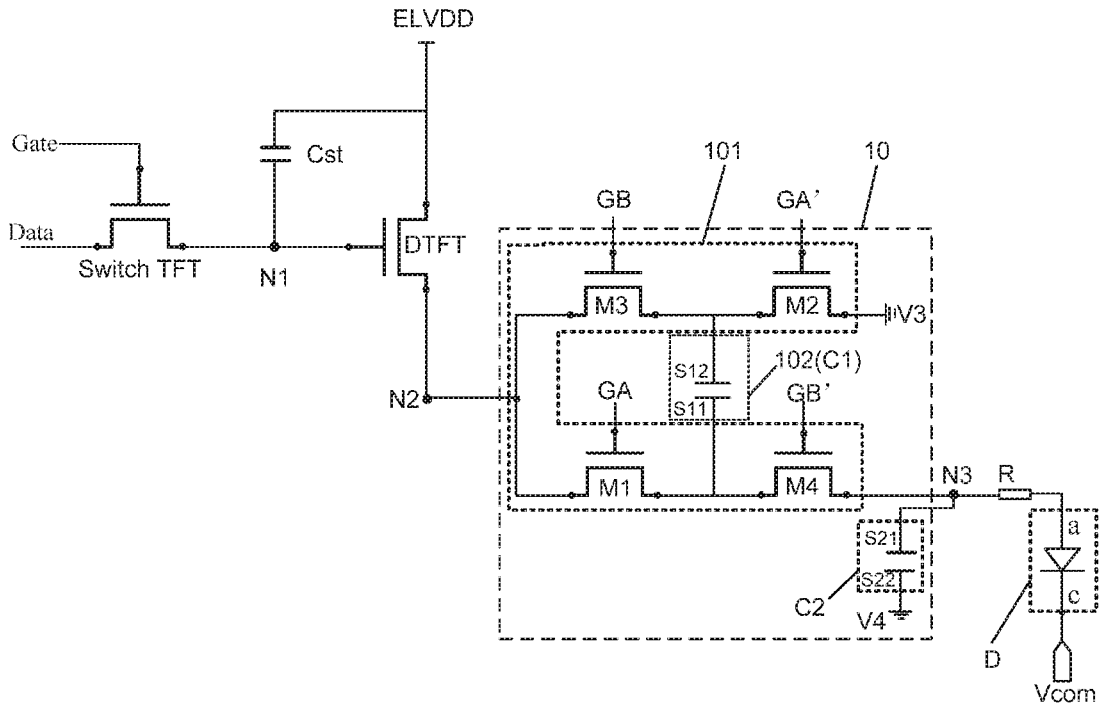 ELVDD
Gate
Cst
101
10
GB
GA'
Data
DTFT
Switch TFT
N1
M3
M2
V3
102(C1)
S12
S11
N2
GA
GB'
M1
M4
N3
R
S21
a
S22
c
C2
V4
D
Vcom